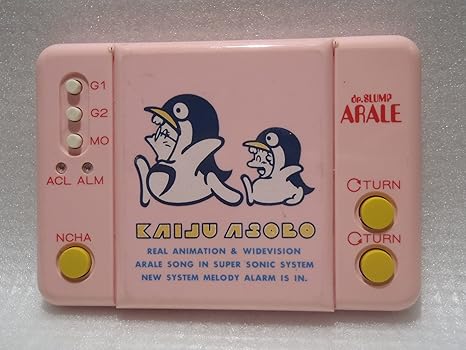 G1
G2
MO
ACL ALM
NCHA
dr.SLUMP
ARALE
TURN
TURN
KAIJU ASOBO
REAL ANIMATION & WIDEVISION
ARALE SONG IN SUPER SONIC SYSTEM
NEW SYSTEM MELODY ALARM IS IN.